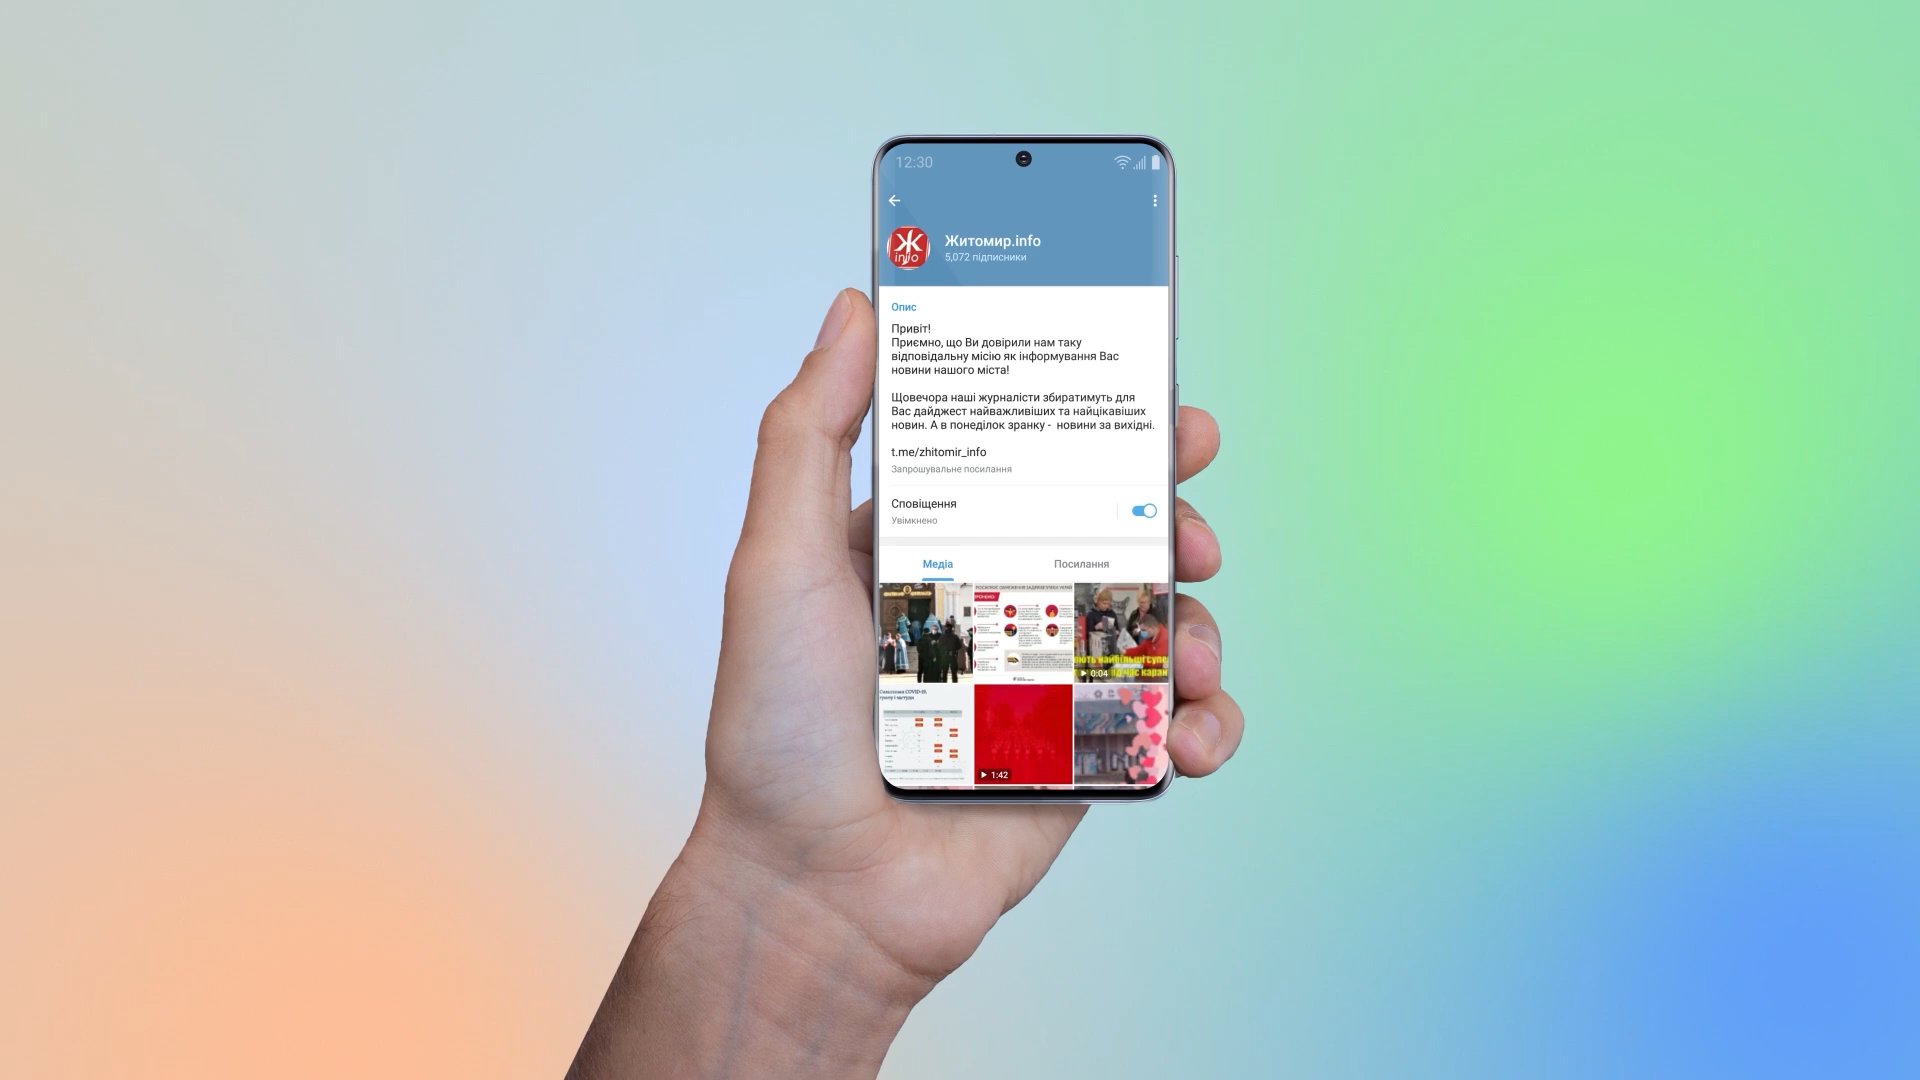 12:30
Ж
info
Житомир.info
5,072 підписники
Опис
Привіт!
Приємно, що Ви довірили нам таку
відповідальну місію як інформування Вас
новини нашого міста!
Щовечора наші журналісти збиратимуть для
Вас дайджест найважливіших та найцікавіших
новин. А в понеділок зранку -  новини за вихідні.
t.me/zhitomir_info
Запрошувальне посилання
Сповіщення
Увімкнено
Медіа
Посилання
0:04
1:42